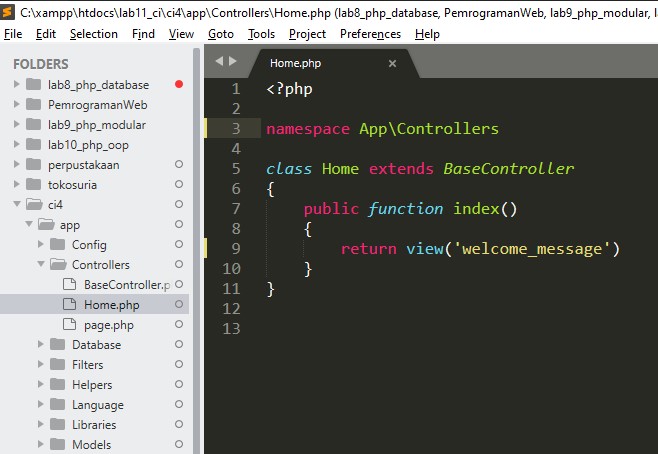 C:\xampp\htdocs\lab11_ci\ci4\app\Controllers\Home.php (lab8_php_database, PemrogramanWeb, lab9_php_modular, l
File Edit Selection Find View Goto Tools Project Preferences Help
FOLDERS
lab8_php_database
PemrogramanWeb
lab9_php_modular
lab10_php_oop
perpustakaan
tokosuria
ci4
app
Config
Controllers
BaseController.p
Home.php
page.php
Database
Filters
Helpers
Language
Libraries
Models
Home.php ×
1 <?php
2
3 namespace App\Controllers
4
5 class Home extends BaseController
6 {
7     public function index()
8     {
9         return view('welcome_message')
10     }
11 }
12
13